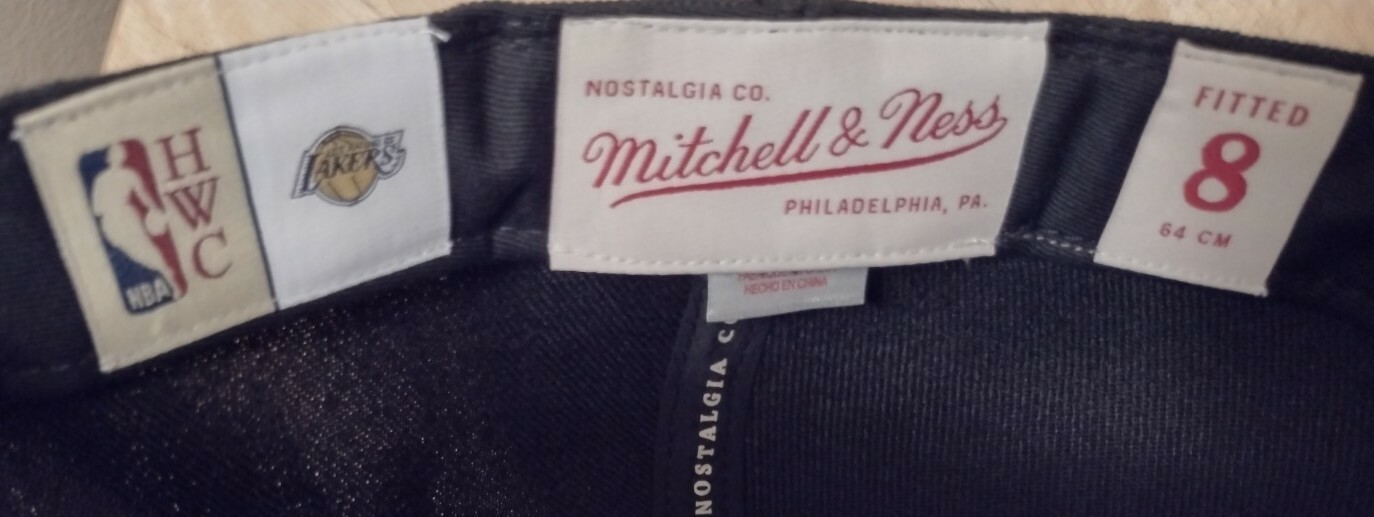 H
W
C
NBA
LAKERS
NOSTALGIA CO.
Mitchell & Ness
PHILADELPHIA, PA.
HECHO EN CHINA
NOSTALGIA C
FITTED
8
64 CM